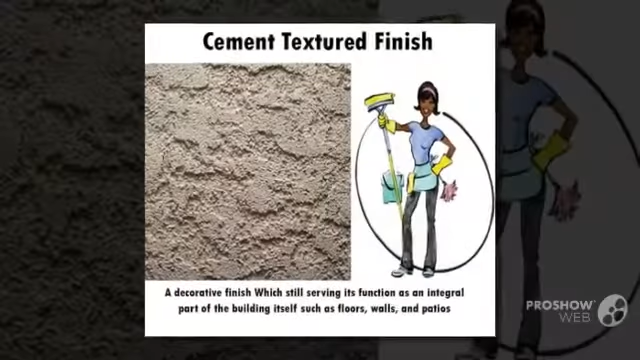 Cement Textured Finish
A decorative finish Which still serving its function as an integral
part of the building itself such as floors, walls, and patios
PROSHOW
WEB